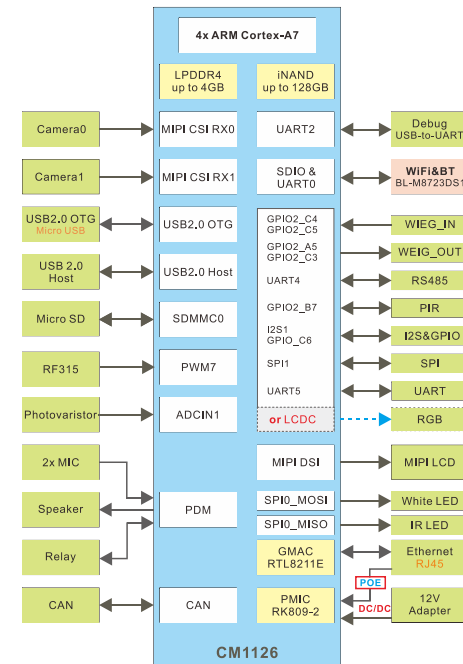 4x ARM Cortex-A7
LPDDR4
up to 4GB
iNAND
up to 128GB
Camera0
MIPI CSI RX0
UART2
Debug
USB-to-UART
Camera1
MIPI CSI RX1
SDIO &
UART0
WiFi&BT
BL-M8723DS1
USB2.0 OTG
Micro USB
USB2.0 OTG
GPIO2_C4
GPIO2_C5
WIEG_IN
GPIO2_A5
GPIO2_C3
WEIG_OUT
USB 2.0
Host
USB2.0 Host
UART4
RS485
Micro SD
SDMMC0
GPIO2_B7
PIR
I2S1
GPIO_C6
I2S&GPIO
RF315
PWM7
SPI1
SPI
UART5
UART
Photovaristor
ADCIN1
or LCDC
RGB
2x MIC
MIPI DSI
MIPI LCD
Speaker
PDM
SPI0_MOSI
White LED
SPI0_MISO
IR LED
Relay
GMAC
RTL8211E
Ethernet
RJ45
POE
CAN
CAN
PMIC
RK809-2
DC/DC
12V
Adapter
CM1126